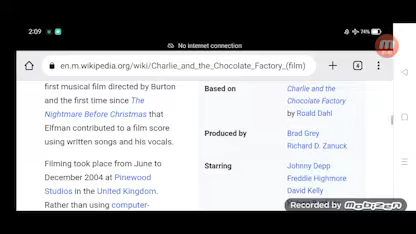 2:09
74%
No internet connection
en.m.wikipedia.org/wiki/Charlie_and_the_Chocolate_Factory_(film)
4
first musical film directed by Burton
and the first time since The
Nightmare Before Christmas that
Elfman contributed to a film score
using written songs and his vocals.
Filming took place from June to
December 2004 at Pinewood
Studios in the United Kingdom.
Rather than using computer-
Based on
Charlie and the
Chocolate Factory
by Roald Dahl
Produced by
Brad Grey
Richard D. Zanuck
Starring
Johnny Depp
Freddie Highmore
David Kelly
Recorded by mobizen